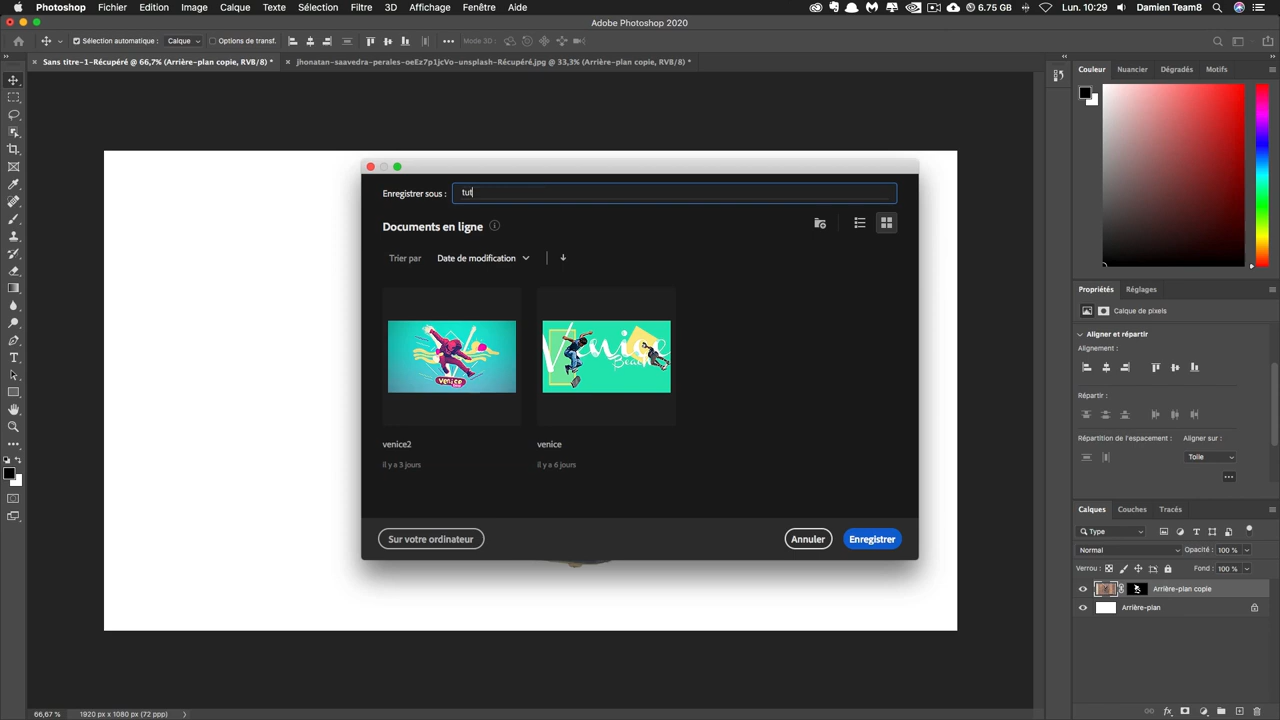 Photoshop Fichier Edition Image Calque Texte Sélection Filtre 3D Affichage Fenêtre Aide 6.75 GB Lun. 10:29 Damien Team8
Adobe Photoshop 2020
Sélection automatique : Calque Options de transf. Mode 3D :
Sans titre-1-Récupéré @ 66,7% (Arrière-plan copie, RVB/8) * jhonatan-saavedra-perales-oeEz7p1jcVo-unsplash-Récupéré.jpg @ 33,3% (Arrière-plan copie, RVB/8) *
Couleur Nuancier Dégradés Motifs
Enregistrer sous : tut
Documents en ligne
Trier par Date de modification
venice2
il y a 3 jours
venice
il y a 6 jours
Sur votre ordinateur Annuler Enregistrer
Propriétés Réglages
Calque de pixels
Aligner et répartir
Alignement :
Répartir :
Répartition de l'espacement : Aligner sur :
Toile
Calques Couches Tracés
Type
Normal Opacité : 100 %
Verrou : Fond : 100 %
Arrière-plan copie
Arrière-plan
66,67 % 1920 px x 1080 px (72 ppp)